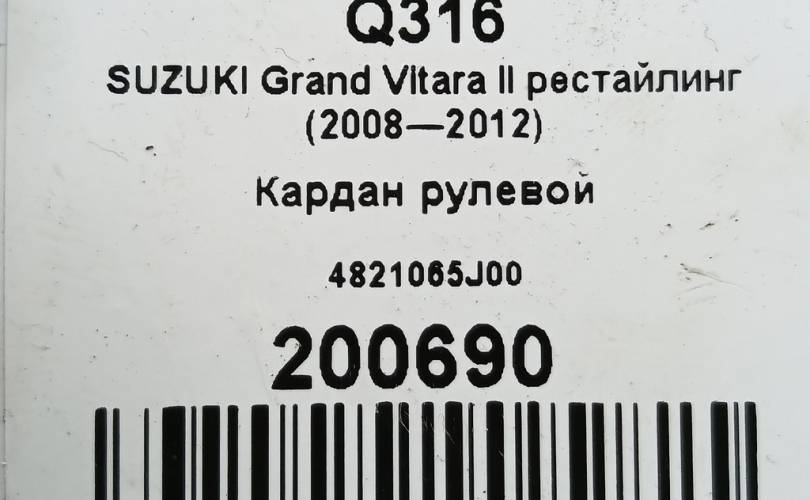 Q316
SUZUKI Grand Vitara II рестайлинг
(2008—2012)
Кардан рулевой
4821065J00
200690